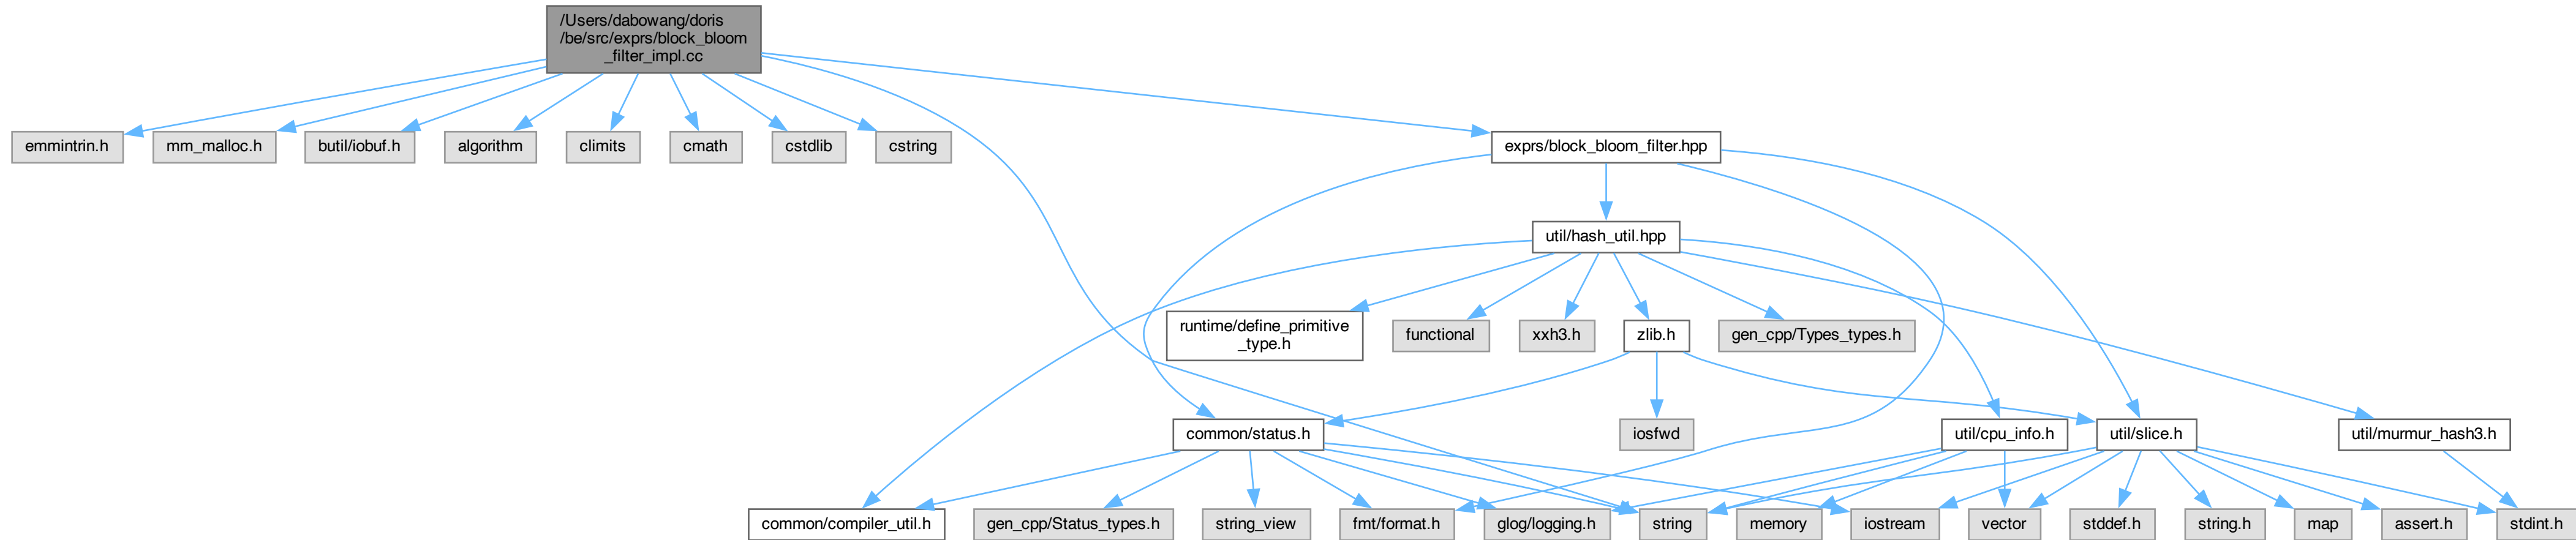 /Users/dabowang/doris
/be/src/exprs/block_bloom
_filter_impl.cc
emmintrin.h
mm_malloc.h
butil/iobuf.h
algorithm
climits
cmath
cstdlib
cstring
exprs/block_bloom_filter.hpp
util/hash_util.hpp
runtime/define_primitive
_type.h
functional
xxh3.h
zlib.h
gen_cpp/Types_types.h
common/status.h
iosfwd
util/cpu_info.h
util/slice.h
util/murmur_hash3.h
common/compiler_util.h
gen_cpp/Status_types.h
string_view
fmt/format.h
glog/logging.h
string
memory
iostream
vector
stddef.h
string.h
map
assert.h
stdint.h